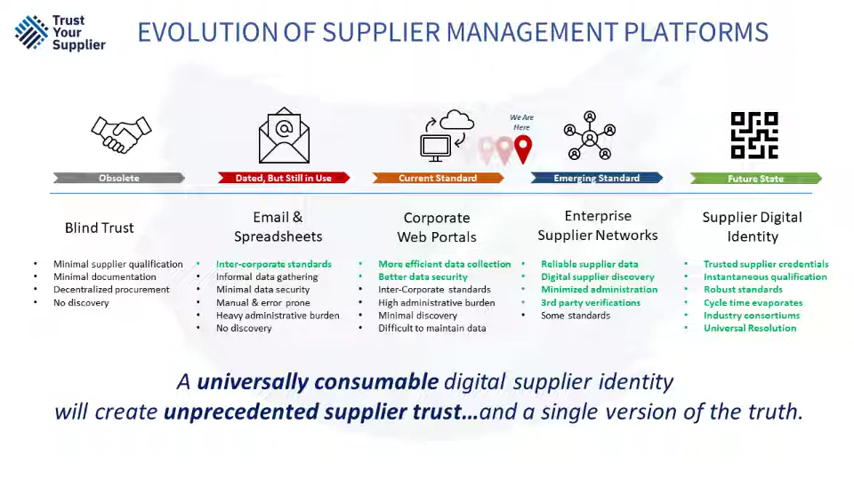 Trust
Your
Supplier
EVOLUTION OF SUPPLIER MANAGEMENT PLATFORMS
We Are
Here
Obsolete
Dated, But Still in Use
Current Standard
Emerging Standard
Future State
Blind Trust
• Minimal supplier qualification
• Minimal documentation
• Decentralized procurement
• No discovery
Email &
Spreadsheets
• Inter-corporate standards
• Informal data gathering
• Minimal data security
• Manual & error prone
• Heavy administrative burden
• No discovery
Corporate
Web Portals
• More efficient data collection
• Better data security
• Inter-Corporate standards
• High administrative burden
• Minimal discovery
• Difficult to maintain data
Enterprise
Supplier Networks
• Reliable supplier data
• Digital supplier discovery
• Minimized administration
• 3rd party verifications
• Some standards
Supplier Digital
Identity
• Trusted supplier credentials
• Instantaneous qualification
• Robust standards
• Cycle time evaporates
• Industry consortiums
• Universal Resolution
A universally consumable digital supplier identity
will create unprecedented supplier trust...and a single version of the truth.